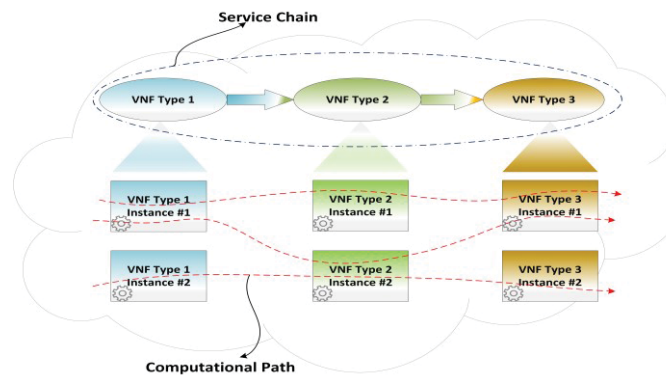 Service Chain
VNF Type 1
VNF Type 2
VNF Type 3
VNF Type 1
Instance #1
VNF Type 2
Instance #1
VNF Type 3
Instance #1
VNF Type 1
Instance #2
VNF Type 2
Instance #2
VNF Type 3
Instance #2
Computational Path